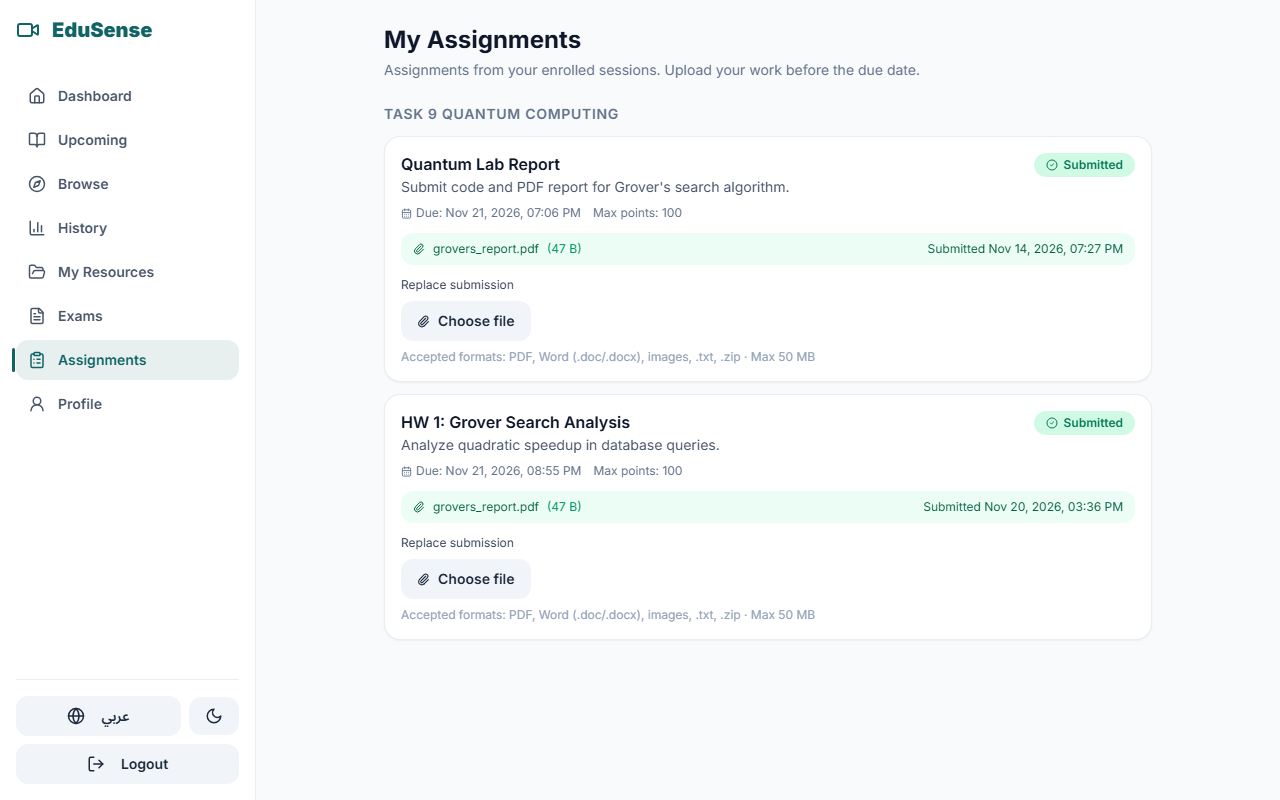 EduSense
Dashboard
Upcoming
Browse
History
My Resources
Exams
Assignments
Profile
عربي
Logout
My Assignments
Assignments from your enrolled sessions. Upload your work before the due date.
TASK 9 QUANTUM COMPUTING
Quantum Lab Report
Submitted
Submit code and PDF report for Grover's search algorithm.
Due: Nov 21, 2026, 07:06 PM Max points: 100
grovers_report.pdf (47 B) Submitted Nov 14, 2026, 07:27 PM
Replace submission
Choose file
Accepted formats: PDF, Word (.doc/.docx), images, .txt, .zip · Max 50 MB
HW 1: Grover Search Analysis
Submitted
Analyze quadratic speedup in database queries.
Due: Nov 21, 2026, 08:55 PM Max points: 100
grovers_report.pdf (47 B) Submitted Nov 20, 2026, 03:36 PM
Replace submission
Choose file
Accepted formats: PDF, Word (.doc/.docx), images, .txt, .zip · Max 50 MB